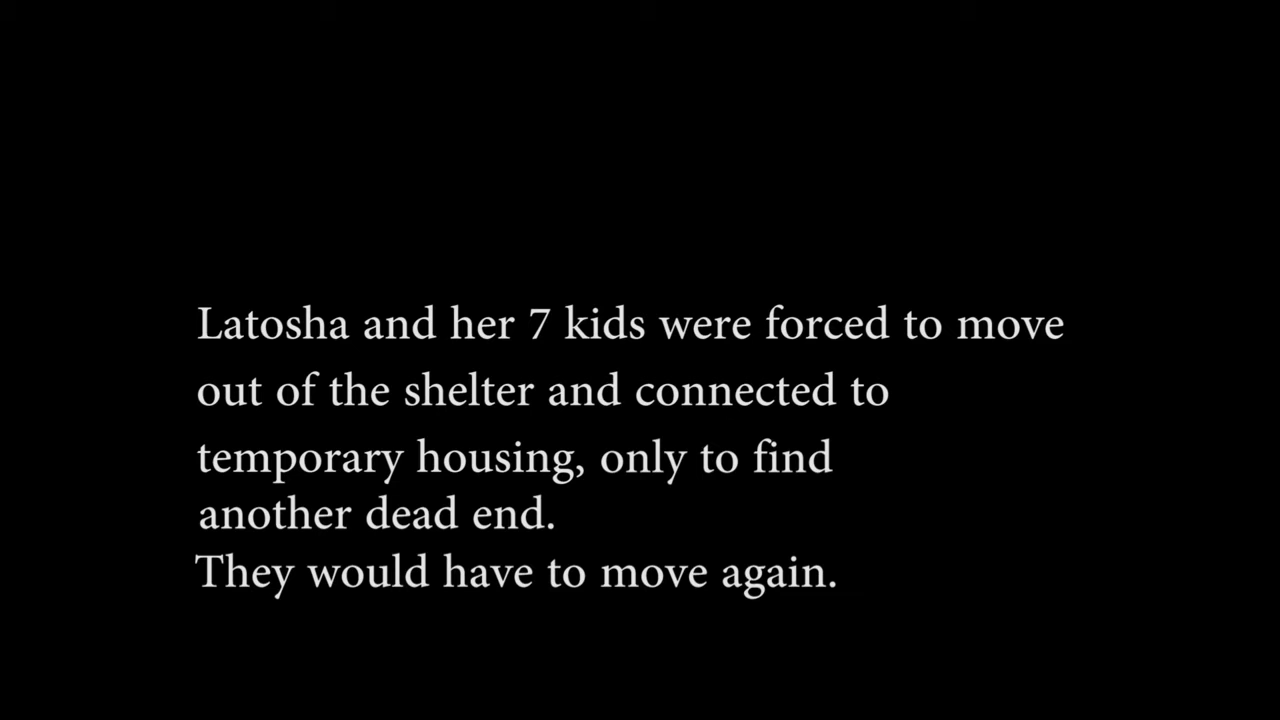 Latosha and her 7 kids were forced to move
out of the shelter and connected to
temporary housing, only to find
another dead end.
They would have to move again.